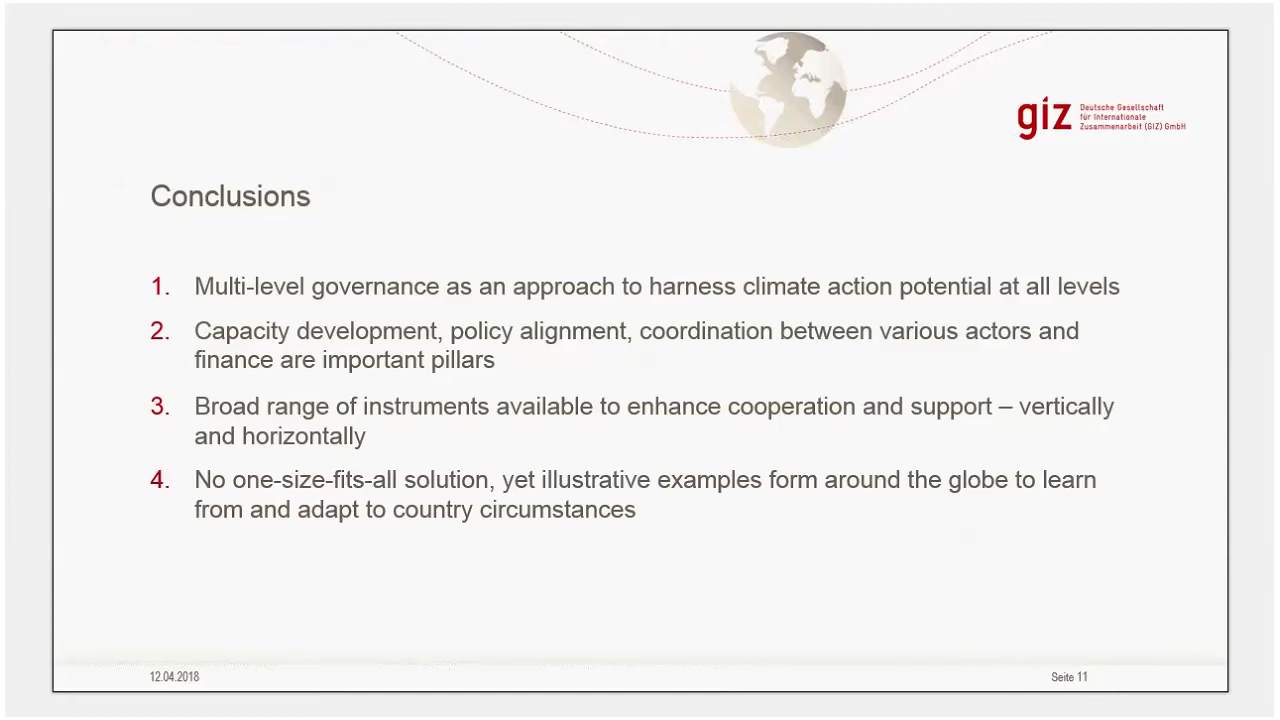 giz Deutsche Gesellschaft
für Internationale
Zusammenarbeit (GIZ) GmbH
Conclusions
1. Multi-level governance as an approach to harness climate action potential at all levels
2. Capacity development, policy alignment, coordination between various actors and
finance are important pillars
3. Broad range of instruments available to enhance cooperation and support – vertically
and horizontally
4. No one-size-fits-all solution, yet illustrative examples form around the globe to learn
from and adapt to country circumstances
12.04.2018
Seite 11